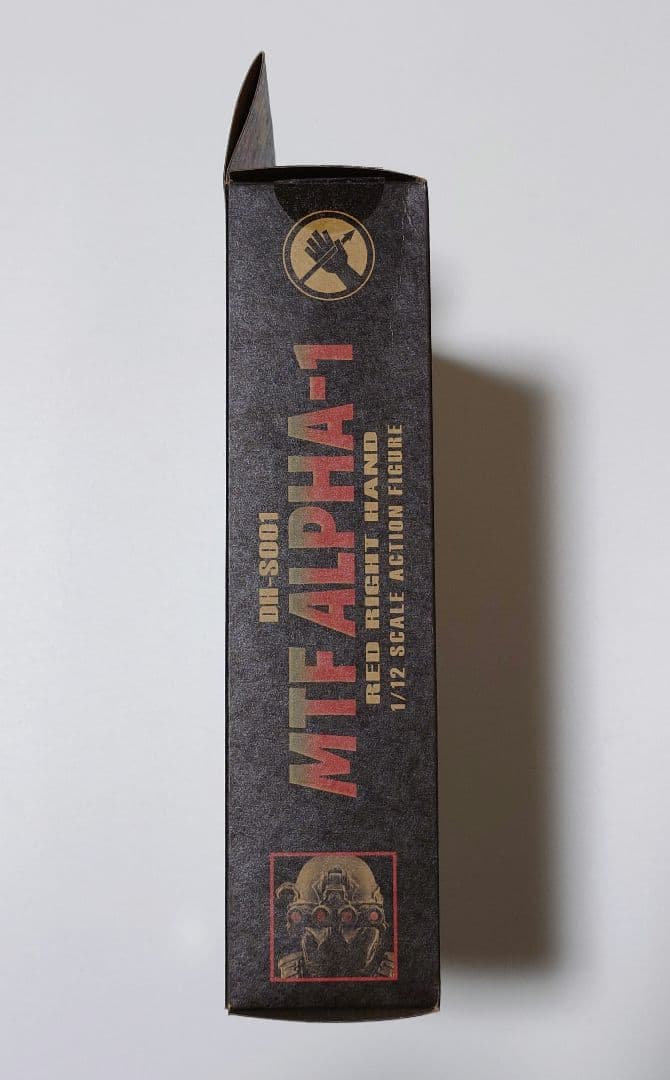 DH-S001
MTF ALPHA-1
RED RIGHT HAND
1/12 SCALE ACTION FIGURE